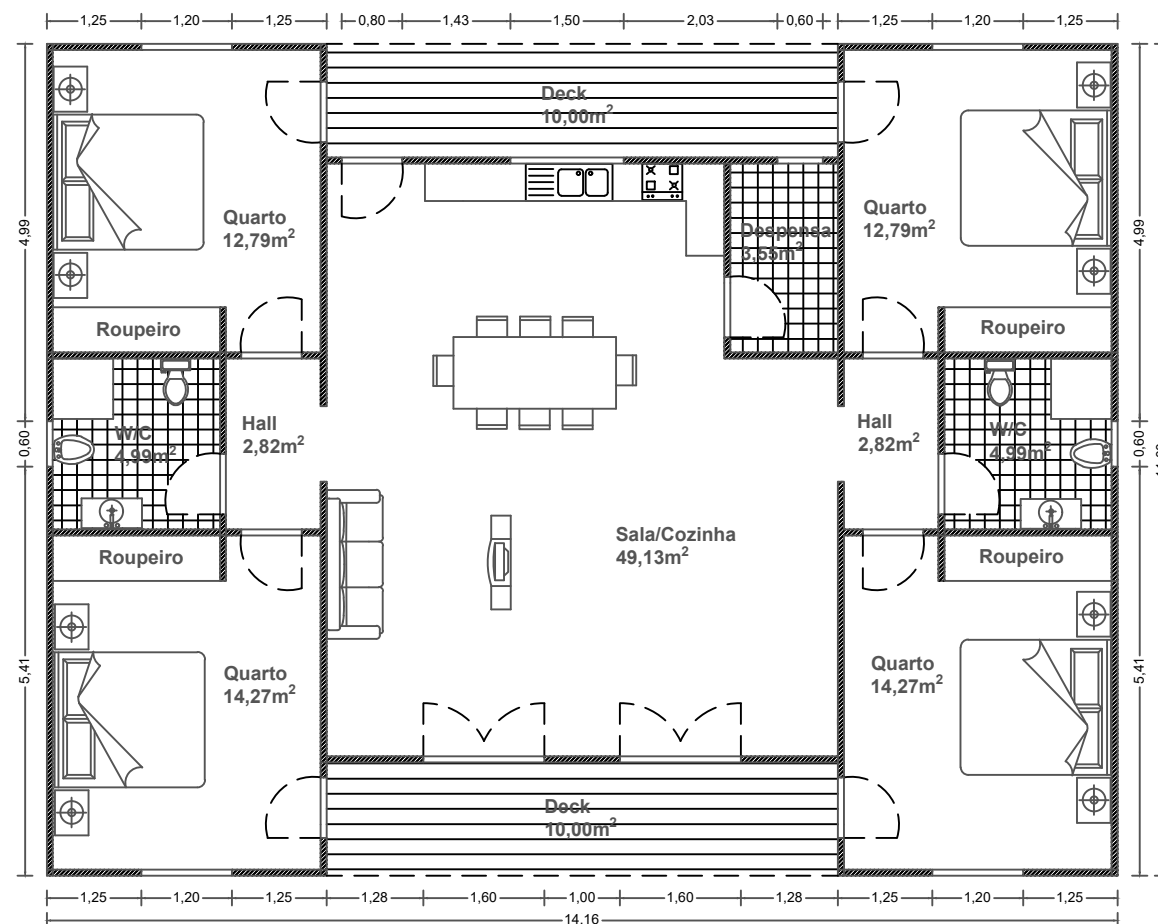 1,25 1,20 1,25 0,80 1,43 1,50 2,03 0,60 1,25 1,20 1,25
Deck
10,00m²
Quarto
12,79m²
Quarto
12,79m²
4,99
4,99
Despensa
3,55m²
Roupeiro
Roupeiro
W/C
4,99m²
Hall
2,82m²
Hall
2,82m²
W/C
4,99m²
0,60
0,60
Roupeiro
Roupeiro
Sala/Cozinha
49,13m²
5,41
5,41
Quarto
14,27m²
Quarto
14,27m²
Deck
10,00m²
1,25 1,20 1,25 1,28 1,60 1,00 1,60 1,28 1,25 1,20 1,25
14,16